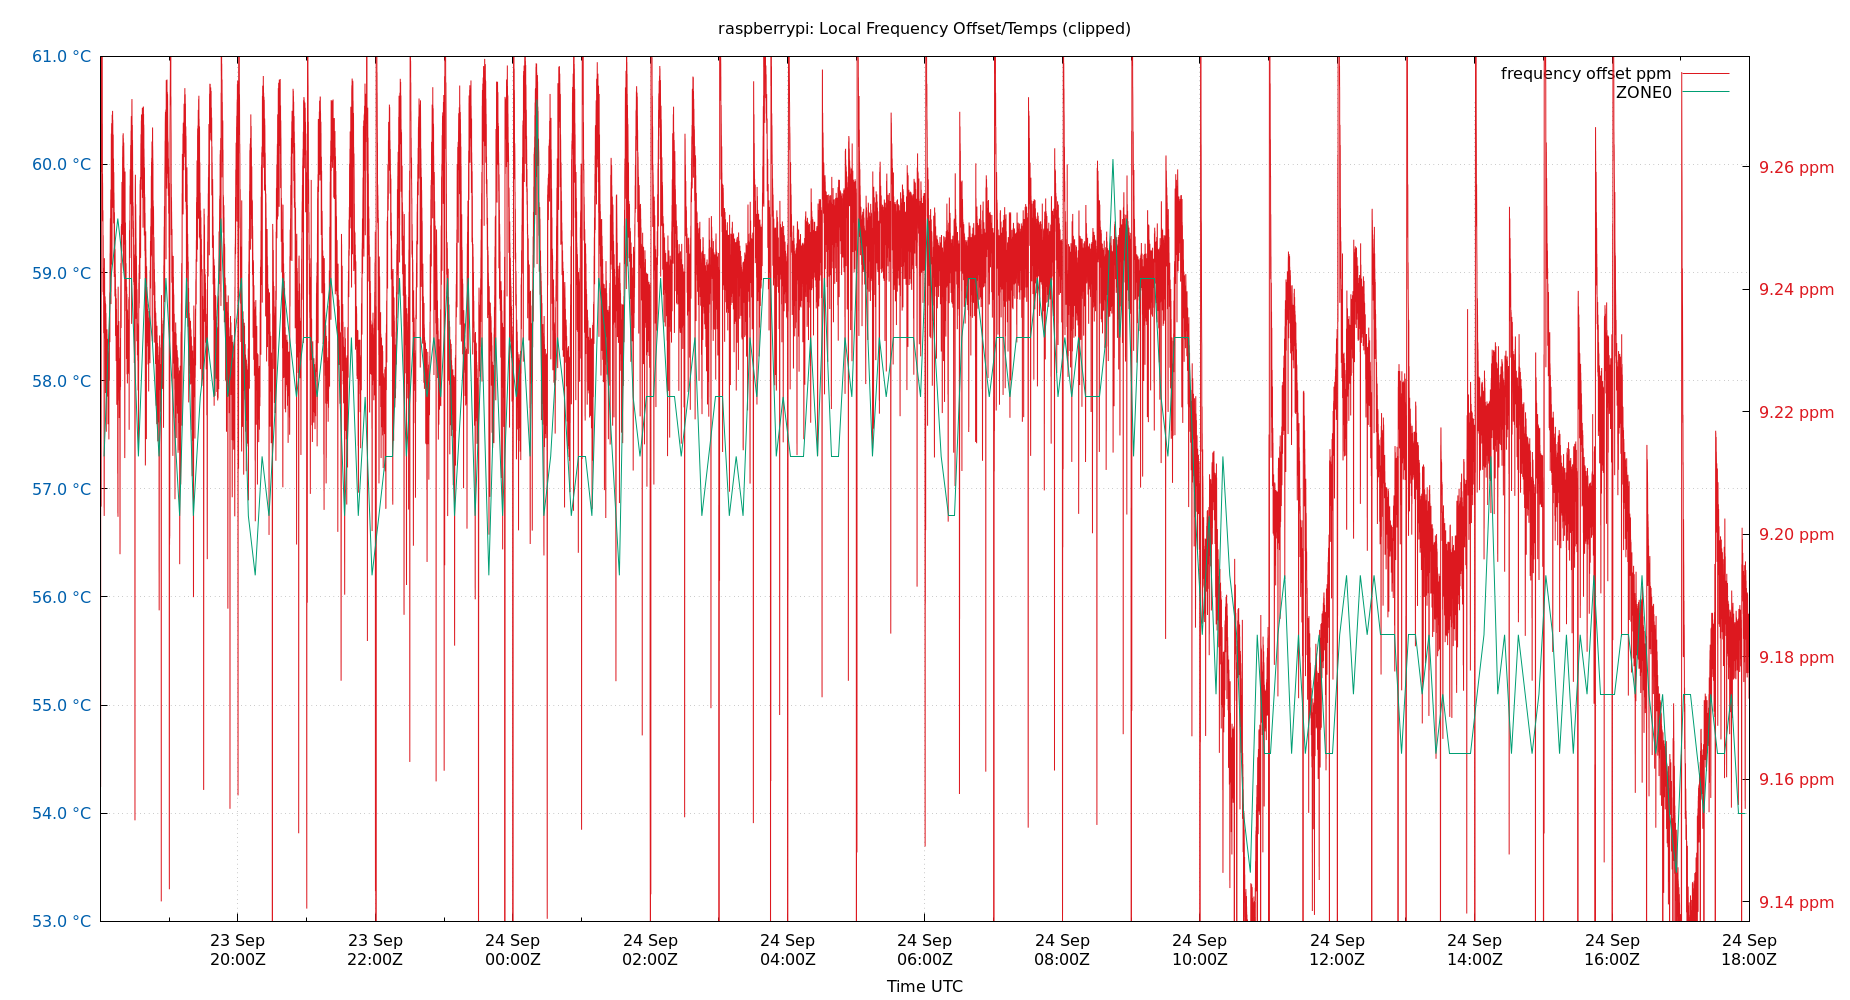 raspberrypi: Local Frequency Offset/Temps (clipped)
61.0 °C
60.0 °C
59.0 °C
58.0 °C
57.0 °C
56.0 °C
55.0 °C
54.0 °C
53.0 °C
frequency offset ppm
ZONE0
9.26 ppm
9.24 ppm
9.22 ppm
9.20 ppm
9.18 ppm
9.16 ppm
9.14 ppm
23 Sep
20:00Z
23 Sep
22:00Z
24 Sep
00:00Z
24 Sep
02:00Z
24 Sep
04:00Z
24 Sep
06:00Z
24 Sep
08:00Z
24 Sep
10:00Z
24 Sep
12:00Z
24 Sep
14:00Z
24 Sep
16:00Z
24 Sep
18:00Z
Time UTC